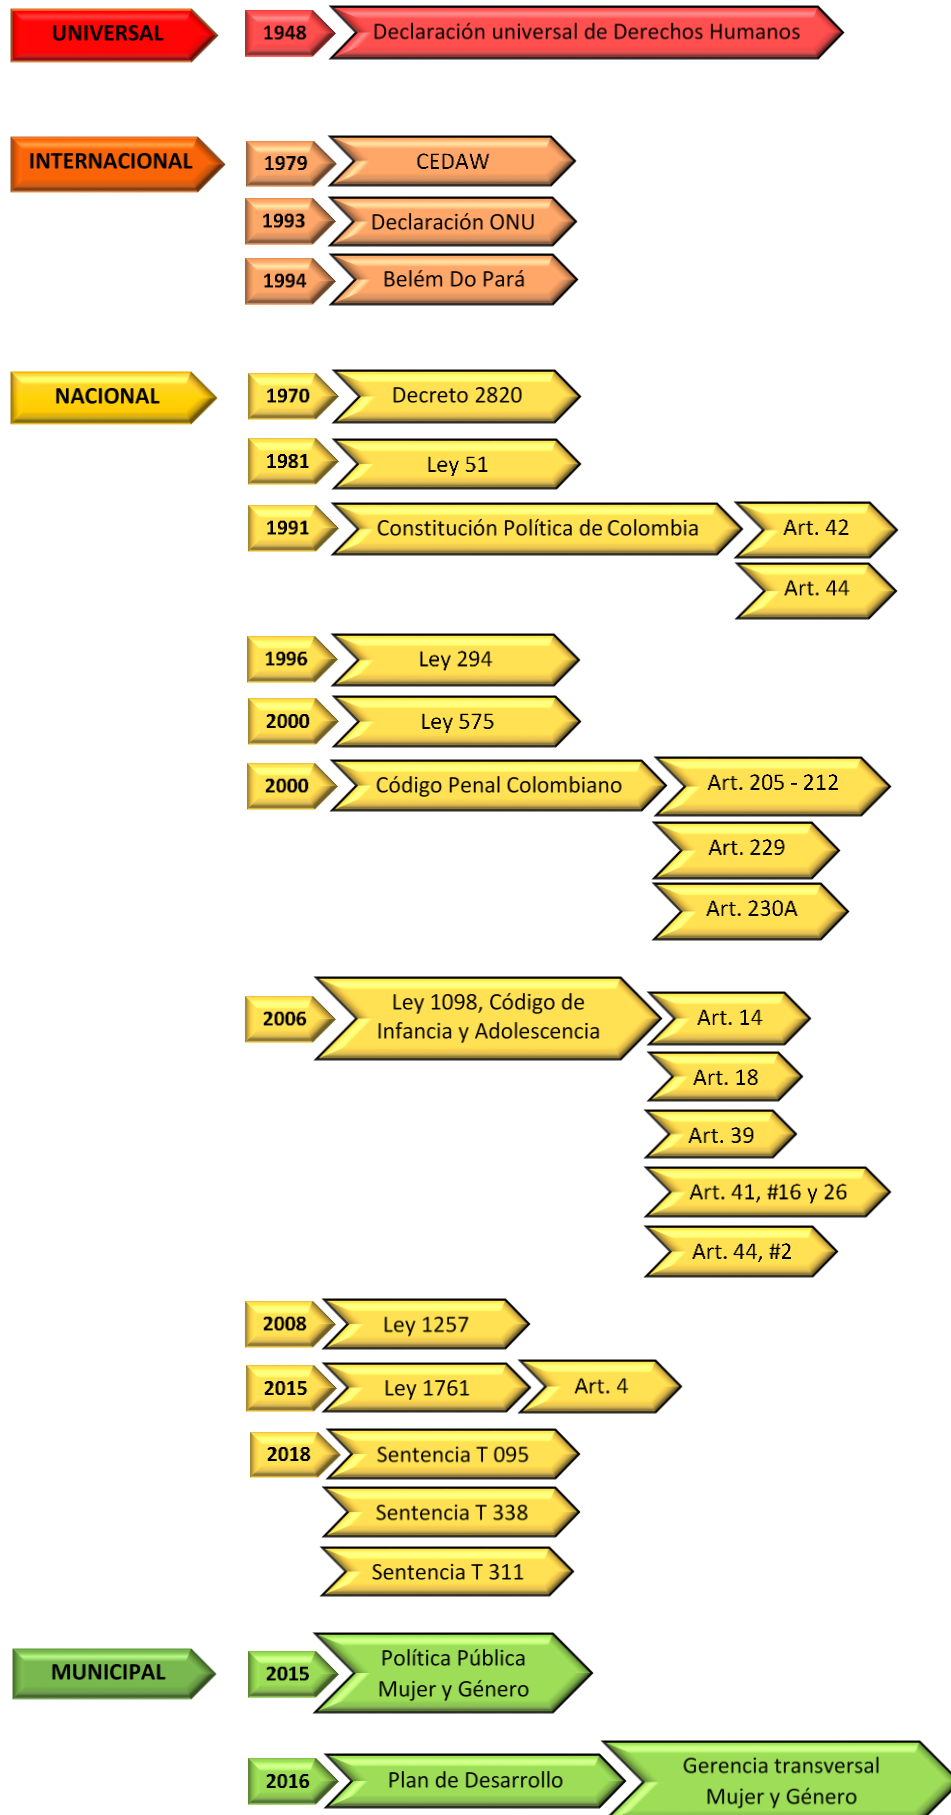 UNIVERSAL
1948
Declaración universal de Derechos Humanos
INTERNACIONAL
1979
CEDAW
1993
Declaración ONU
1994
Belém Do Pará
NACIONAL
1970
Decreto 2820
1981
Ley 51
1991
Constitución Política de Colombia
Art. 42
Art. 44
1996
Ley 294
2000
Ley 575
2000
Código Penal Colombiano
Art. 205 - 212
Art. 229
Art. 230A
2006
Ley 1098, Código de
Infancia y Adolescencia
Art. 14
Art. 18
Art. 39
Art. 41, #16 y 26
Art. 44, #2
2008
Ley 1257
2015
Ley 1761
Art. 4
2018
Sentencia T 095
Sentencia T 338
Sentencia T 311
MUNICIPAL
2015
Política Pública
Mujer y Género
2016
Plan de Desarrollo
Gerencia transversal
Mujer y Género